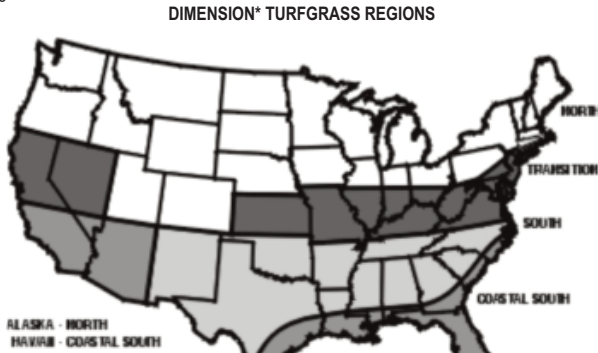 DIMENSION* TURFGRASS REGIONS
NORTH
TRANSITION
SOUTH
COASTAL SOUTH
ALASKA - NORTH
HAWAII - COASTAL SOUTH